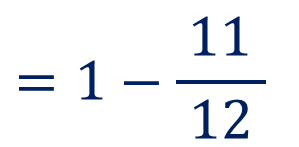 = 1 − 11/12